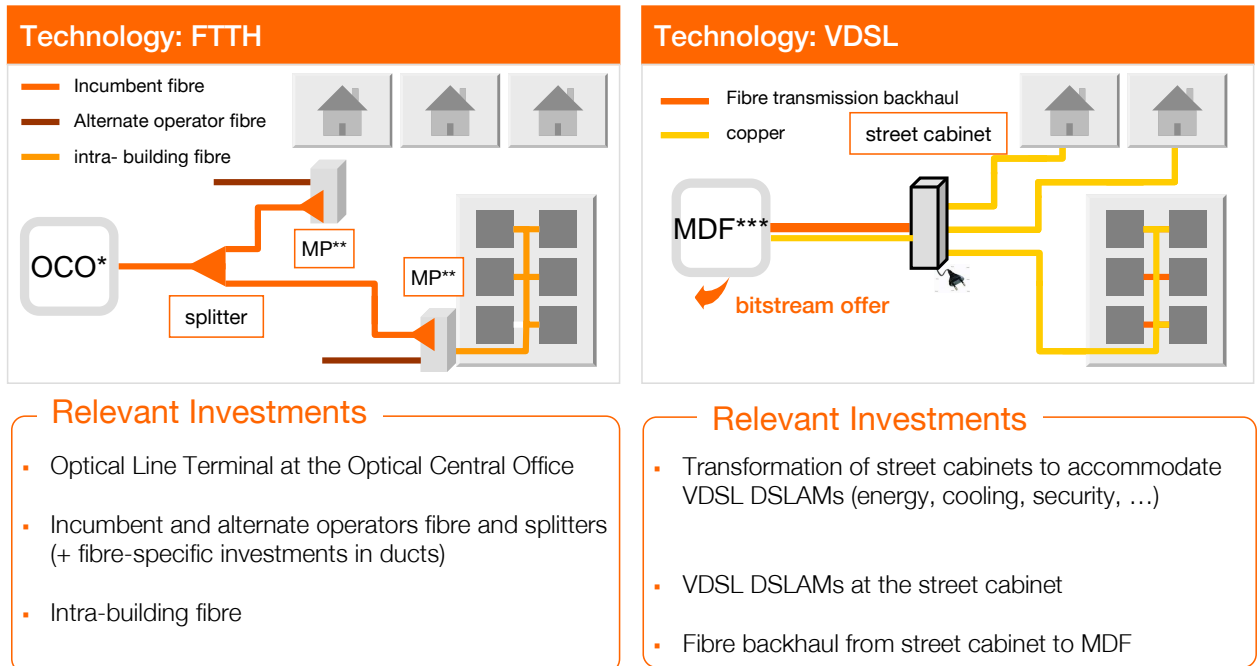 Technology: FTTH
Incumbent fibre
Alternate operator fibre
intra- building fibre
OCO*
splitter
MP**
MP**
Relevant Investments
▪ Optical Line Terminal at the Optical Central Office
▪ Incumbent and alternate operators fibre and splitters
(+ fibre-specific investments in ducts)
▪ Intra-building fibre
Technology: VDSL
Fibre transmission backhaul
copper
street cabinet
MDF***
bitstream offer
Relevant Investments
▪ Transformation of street cabinets to accommodate
VDSL DSLAMs (energy, cooling, security, …)
▪ VDSL DSLAMs at the street cabinet
▪ Fibre backhaul from street cabinet to MDF